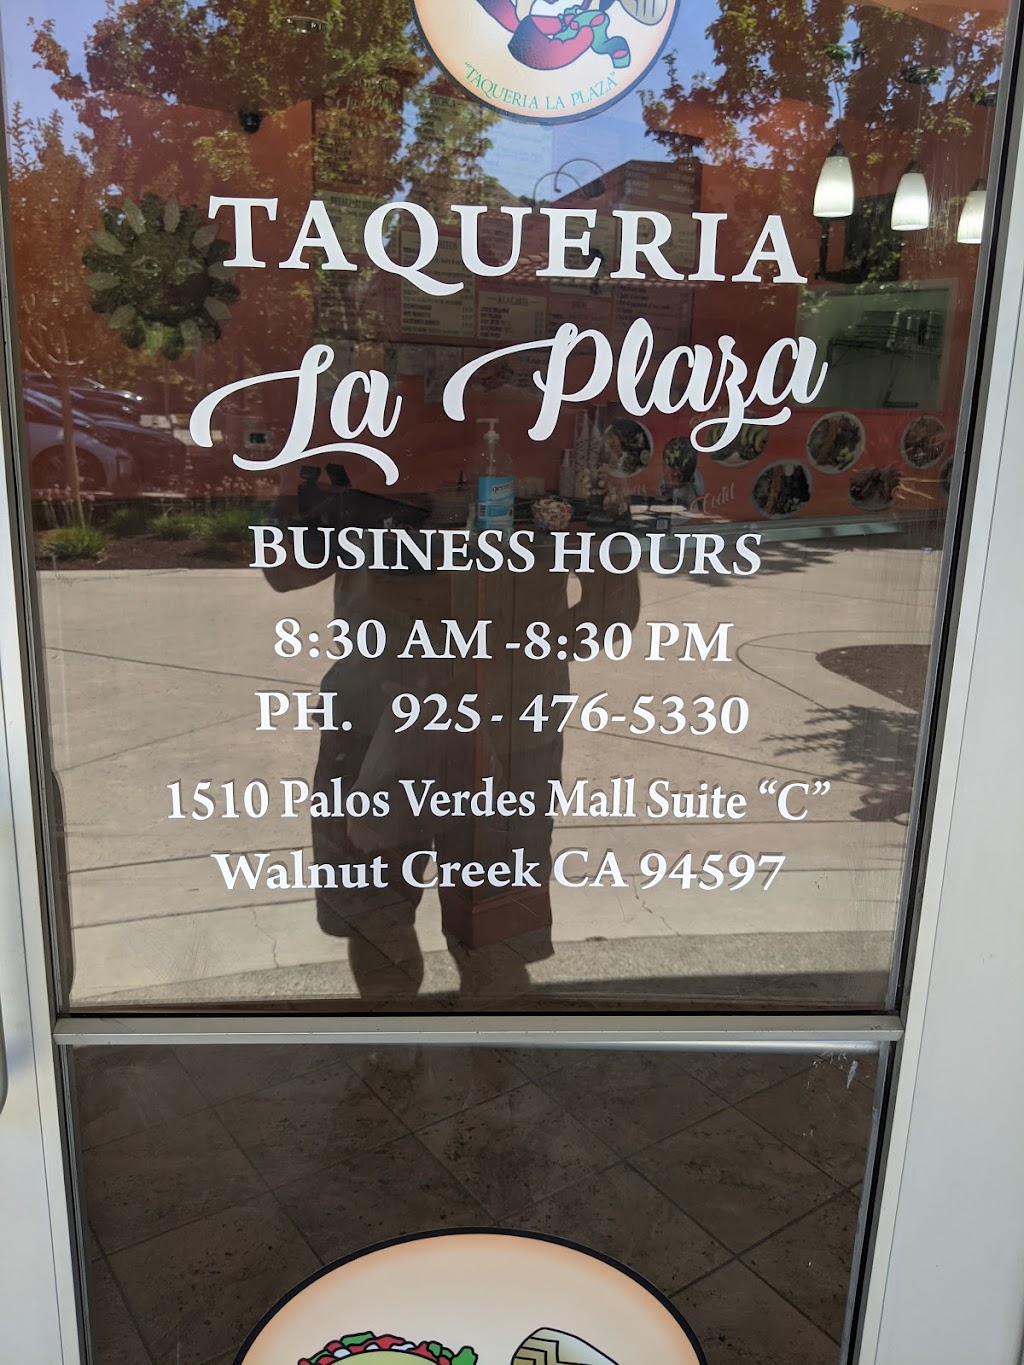 "TAQUERIA LA PLAZA"
TAQUERIA
La Plaza
BUSINESS HOURS
8:30 AM -8:30 PM
PH. 925- 476-5330
1510 Palos Verdes Mall Suite “C”
Walnut Creek CA 94597